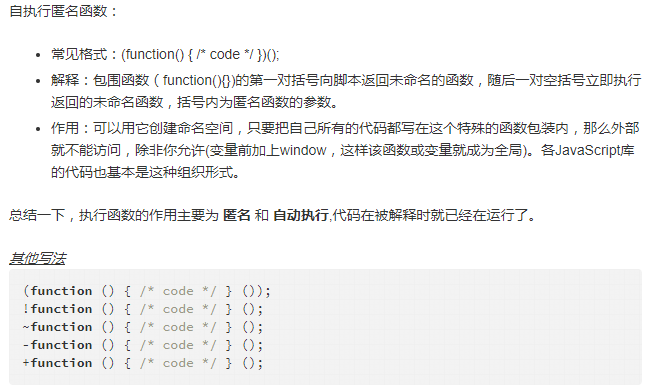 自执行匿名函数：
常见格式：(function() { /* code */ })();
解释：包围函数（function(){})的第一对括号向脚本返回未命名的函数，随后一对空括号立即执行
返回的未命名函数，括号内为匿名函数的参数。
作用：可以用它创建命名空间，只要把自己所有的代码都写在这个特殊的函数包装内，那么外部
就不能访问，除非你允许(变量前加上window，这样该函数或变量就成为全局)。各JavaScript库
的代码也基本是这种组织形式。
总结一下，执行函数的作用主要为 匿名 和 自动执行,代码在被解释时就已经在运行了。
其他写法
(function () { /* code */ } ());
!function () { /* code */ } ();
~function () { /* code */ } ();
-function () { /* code */ } ();
+function () { /* code */ } ();